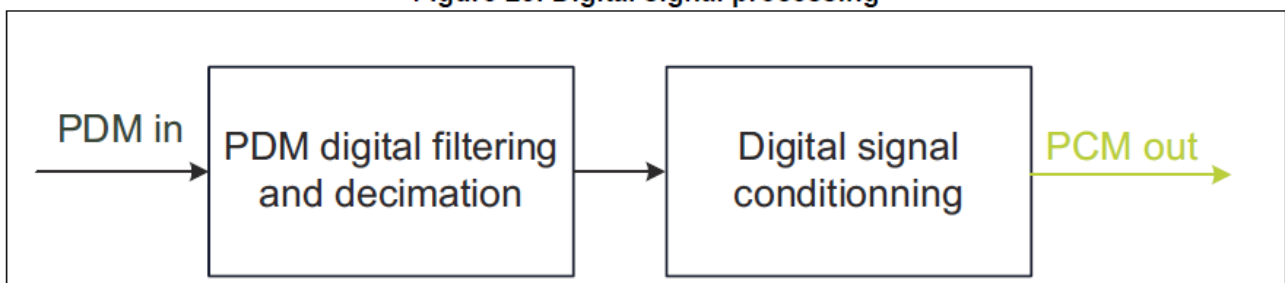 PDM in
PDM digital filtering
and decimation
Digital signal
conditionning
PCM out